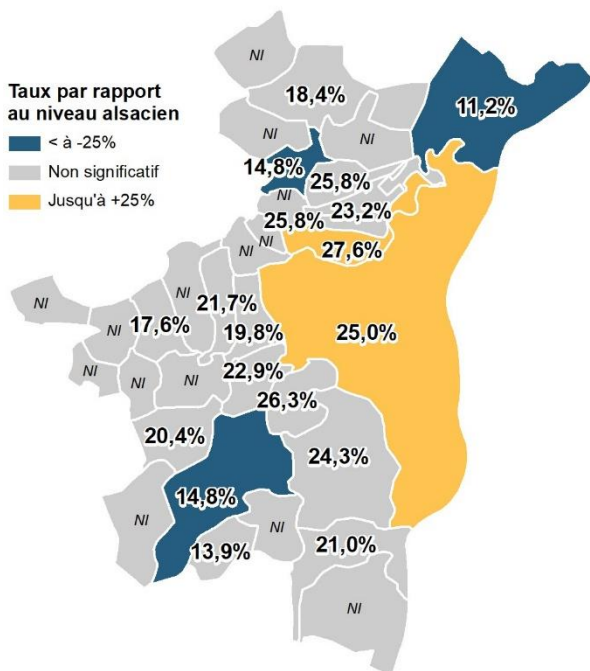 Taux par rapport
au niveau alsacien
< à -25%
Non significatif
Jusqu'à +25%
NI
18,4%
11,2%
NI
NI
14,8%
25,8%
NI
23,2%
25,8%
NI
NI
27,6%
NI
NI
21,7%
17,6%
NI
19,8%
25,0%
22,9%
NI
NI
NI
26,3%
20,4%
24,3%
14,8%
NI
NI
13,9%
21,0%
NI